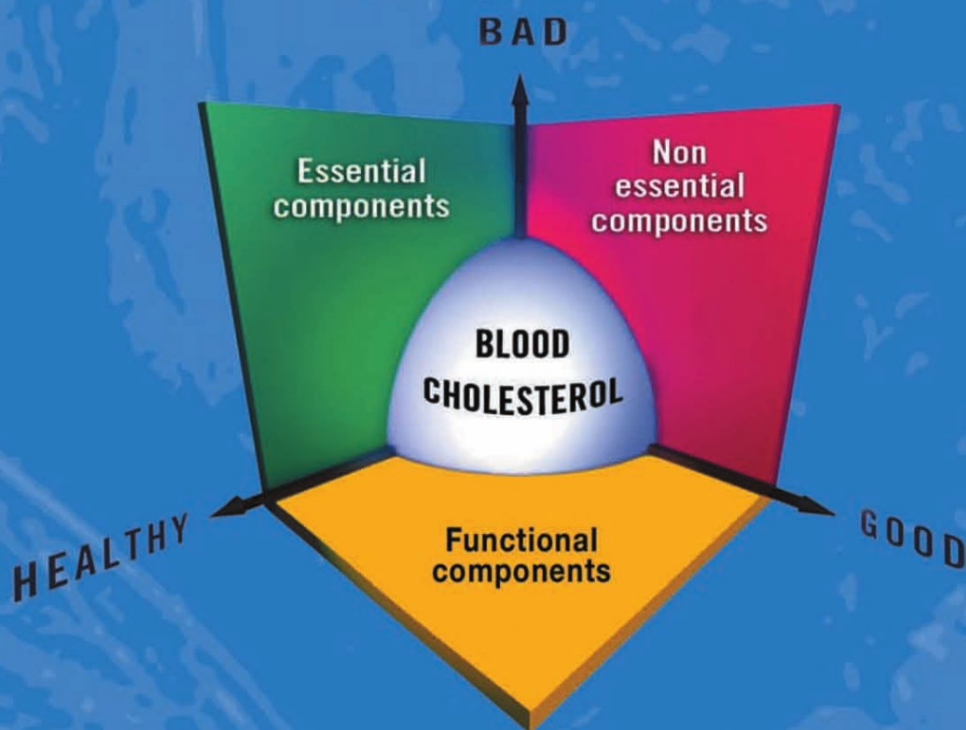 BAD
Essential
components
Non
essential
components
BLOOD
CHOLESTEROL
HEALTHY
GOOD
Functional
components